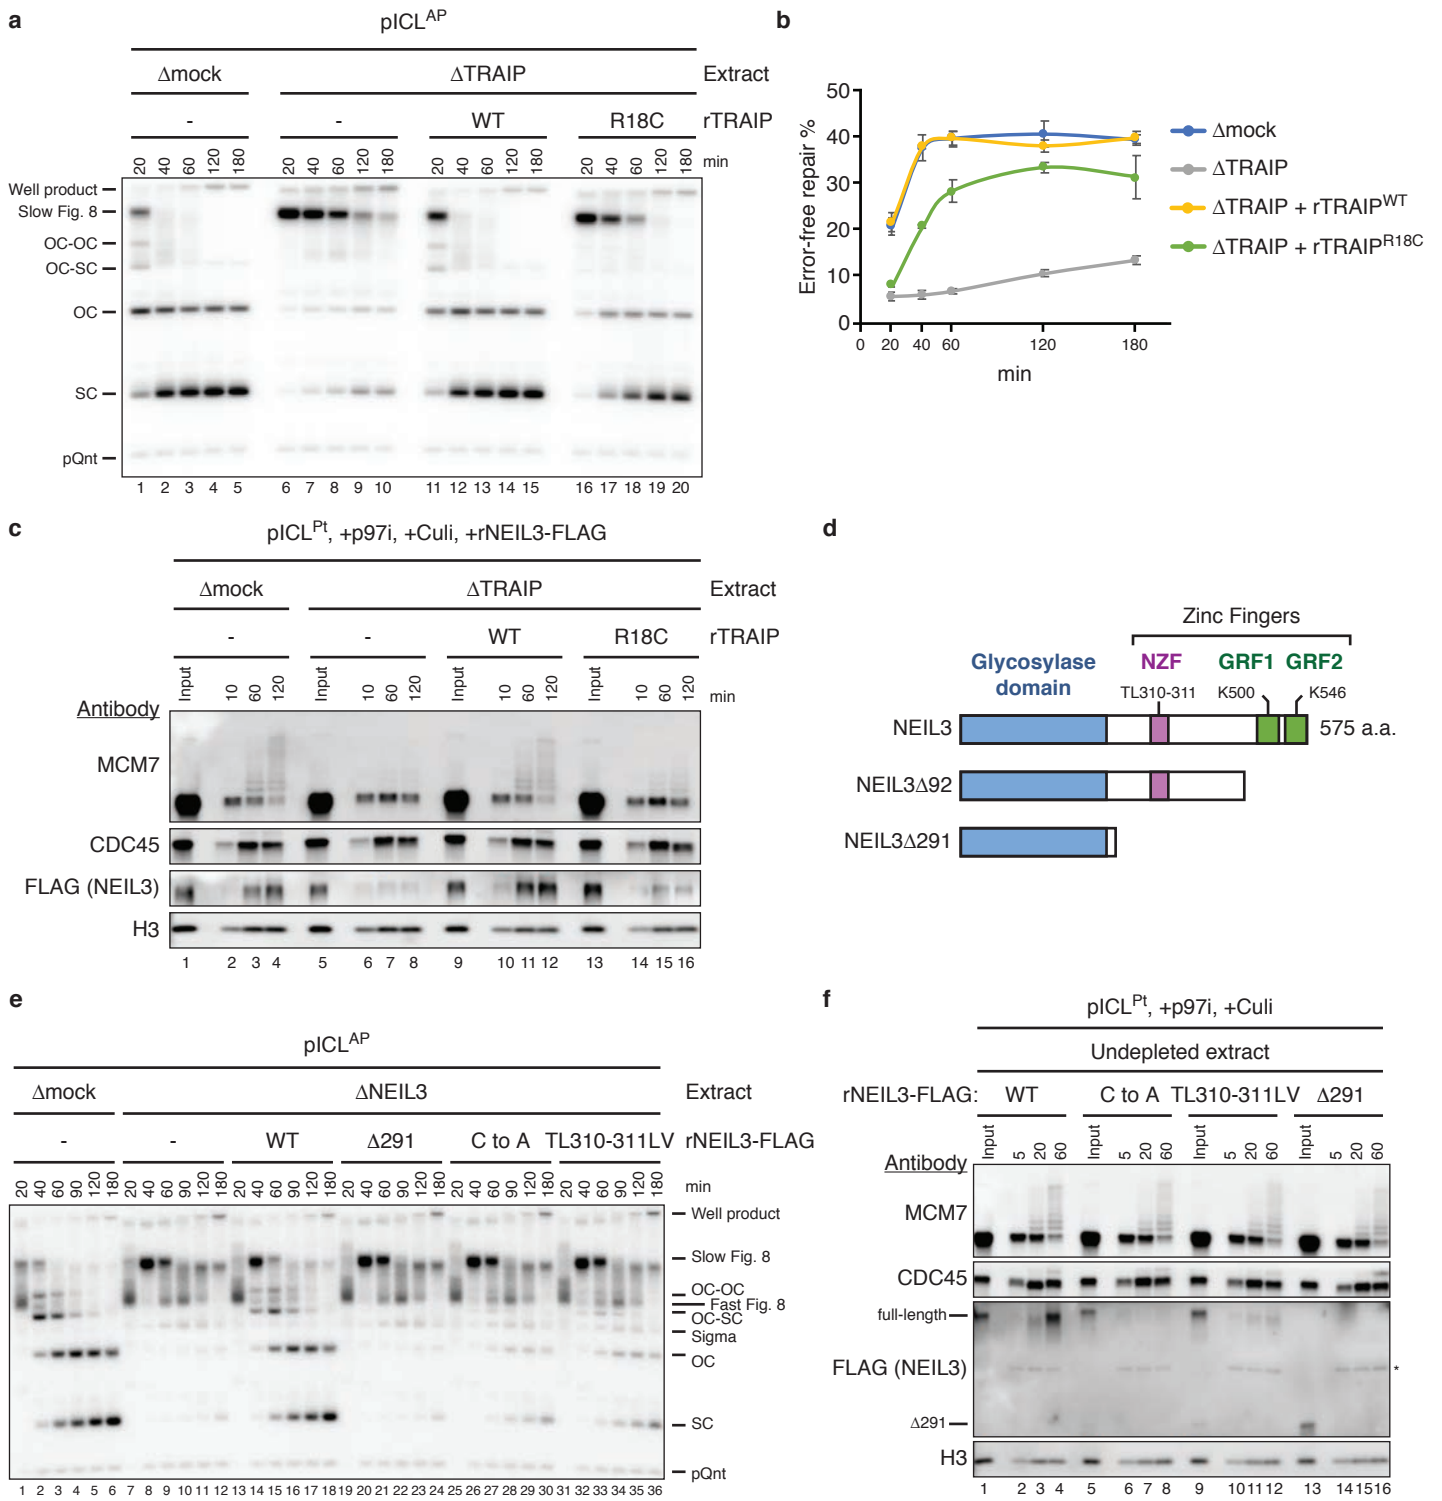 a
pICL^AP
Δmock ΔTRAIP Extract
- - WT R18C rTRAIP
20 40 60 120 180 20 40 60 120 180 20 40 60 120 180 20 40 60 120 180 min
Well product
Slow Fig. 8
OC-OC
OC-SC
OC
SC
pQnt
1 2 3 4 5 6 7 8 9 10 11 12 13 14 15 16 17 18 19 20
b
Error-free repair %
50
40
30
20
10
0
0 20 40 60 120 180
min
Δmock
ΔTRAIP
ΔTRAIP + rTRAIP^WT
ΔTRAIP + rTRAIP^R18C
c
pICL^Pt, +p97i, +Culi, +rNEIL3-FLAG
Δmock ΔTRAIP Extract
- - WT R18C rTRAIP
Input 10 60 120 Input 10 60 120 Input 10 60 120 Input 10 60 120 min
Antibody
MCM7
CDC45
FLAG (NEIL3)
H3
1 2 3 4 5 6 7 8 9 10 11 12 13 14 15 16
d
Zinc Fingers
Glycosylase domain NZF GRF1 GRF2
TL310-311 K500 K546
NEIL3 575 a.a.
NEIL3Δ92
NEIL3Δ291
e
pICL^AP
Δmock ΔNEIL3 Extract
- - WT Δ291 C to A TL310-311LV rNEIL3-FLAG
20 40 60 90 120 180 20 40 60 90 120 180 20 40 60 90 120 180 20 40 60 90 120 180 20 40 60 90 120 180 20 40 60 90 120 180 min
Well product
Slow Fig. 8
OC-OC
Fast Fig. 8
OC-SC
Sigma
OC
SC
pQnt
1 2 3 4 5 6 7 8 9 10 11 12 13 14 15 16 17 18 19 20 21 22 23 24 25 26 27 28 29 30 31 32 33 34 35 36
f
pICL^Pt, +p97i, +Culi
Undepleted extract
rNEIL3-FLAG: WT C to A TL310-311LV Δ291
Input 5 20 60 Input 5 20 60 Input 5 20 60 Input 5 20 60
Antibody
MCM7
CDC45
full-length
FLAG (NEIL3) *
Δ291
H3
1 2 3 4 5 6 7 8 9 10 11 12 13 14 15 16